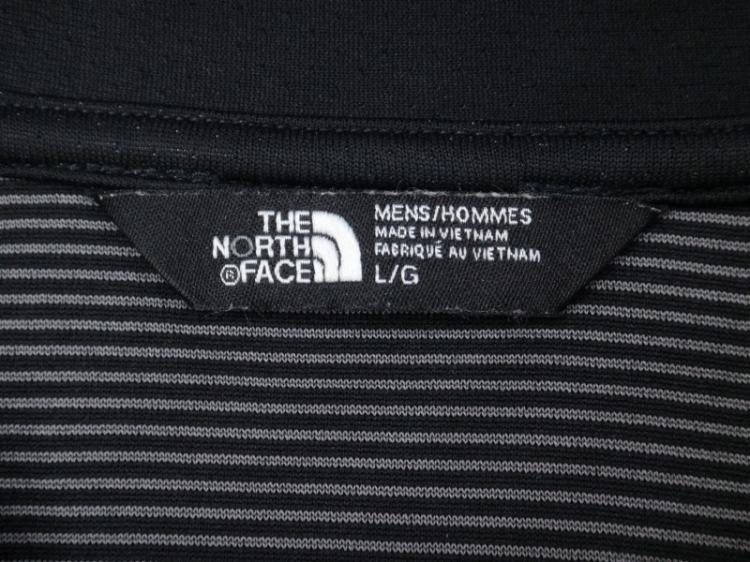 THE
NORTH
®FACE
MENS/HOMMES
MADE IN VIETNAM
FABRIQUÉ AU VIETNAM
L/G